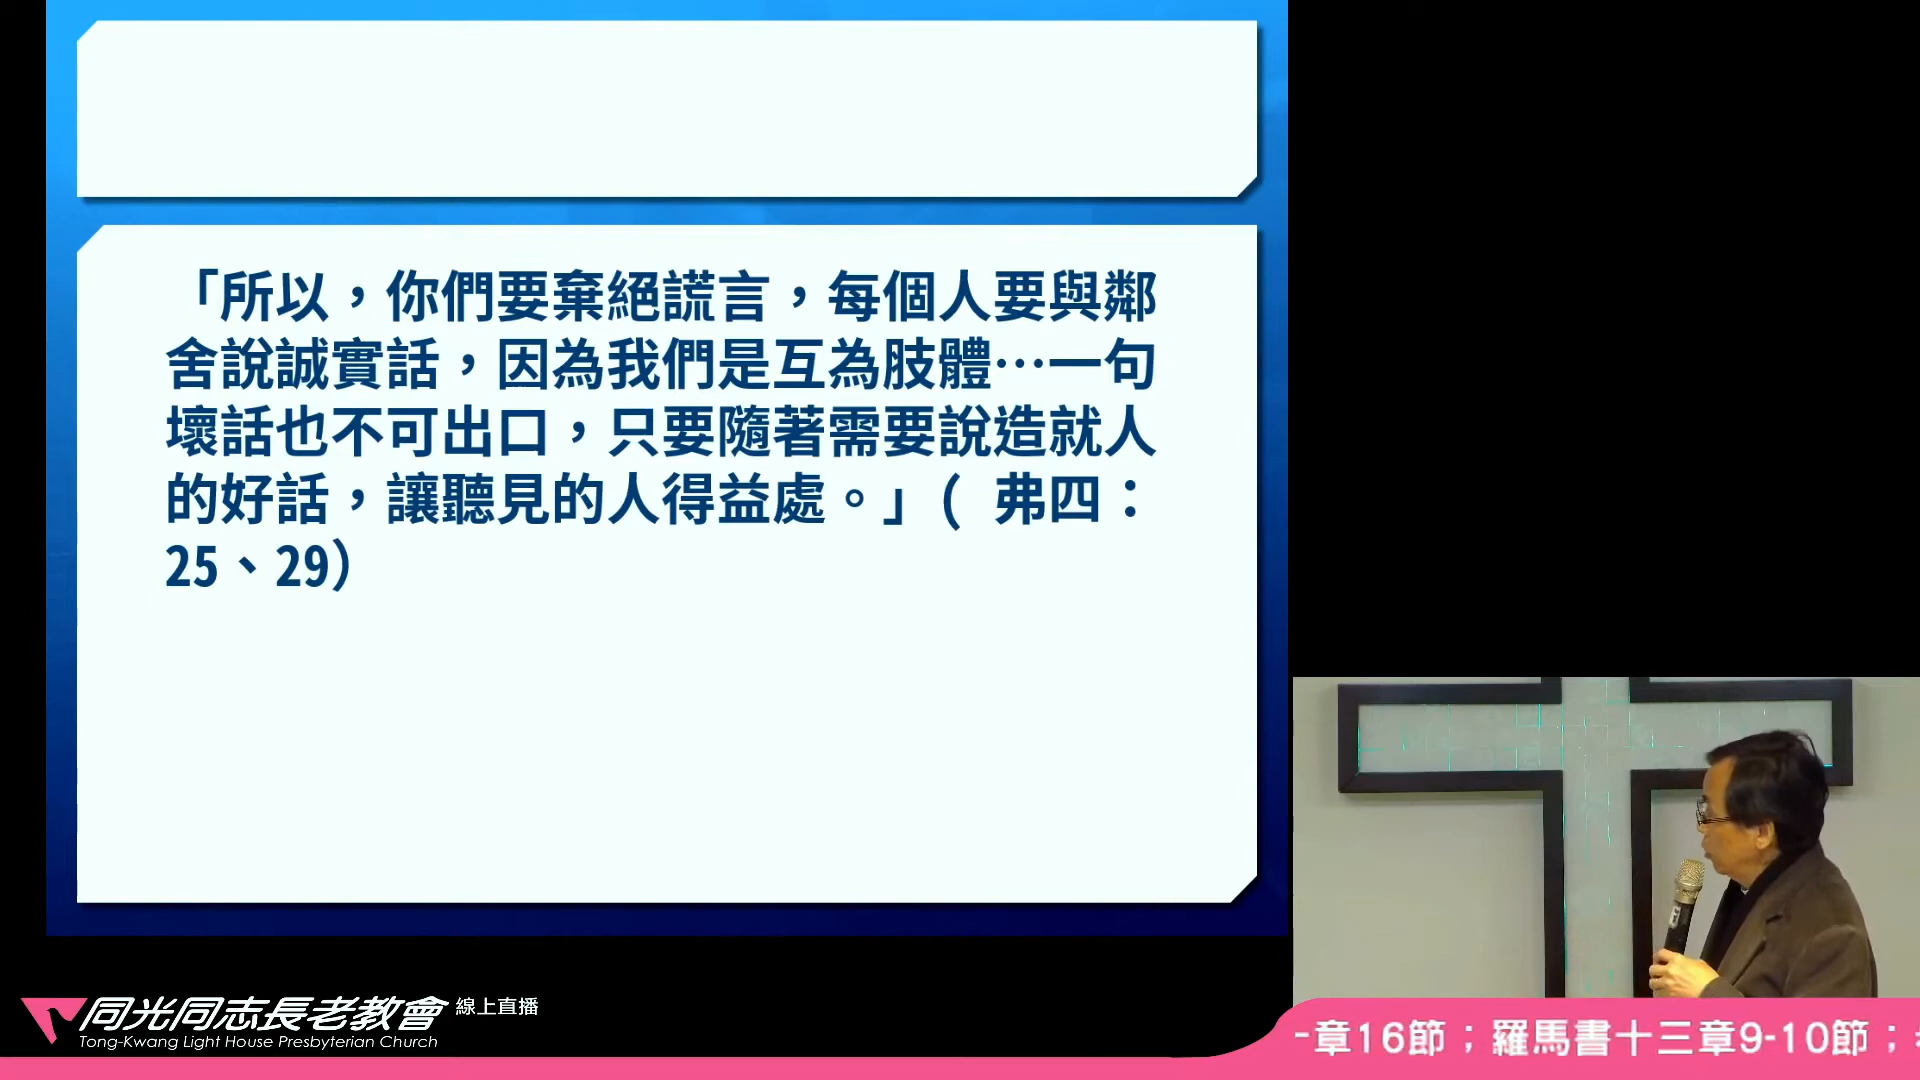 「所以，你們要棄絕謊言，每個人要與鄰
舍說誠實話，因為我們是互為肢體…一句
壞話也不可出口，只要隨著需要說造就人
的好話，讓聽見的人得益處。」( 弗四：
25、29）
同光同志長老教會 線上直播
Tong-Kwang Light House Presbyterian Church
章16節；羅馬書十三章9-10節；